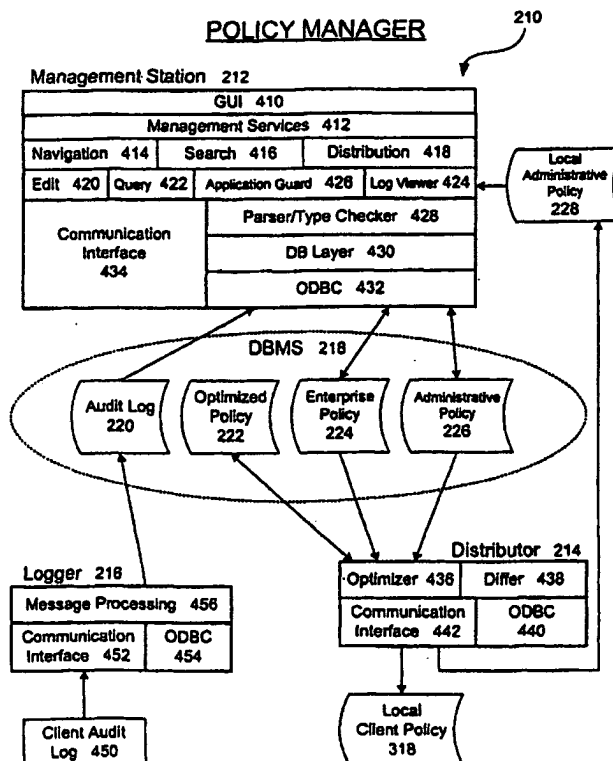 POLICY MANAGER
210
Management Station 212
GUI 410
Management Services 412
Navigation 414
Search 416
Distribution 418
Edit 420
Query 422
Application Guard 426
Log Viewer 424
Local
Administrative
Policy
228
Communication
Interface
434
Parser/Type Checker 428
DB Layer 430
ODBC 432
DBMS 218
Audit Log
220
Optimized
Policy
222
Enterprise
Policy
224
Administrative
Policy
226
Logger 216
Message Processing 456
Communication
Interface 452
ODBC
454
Client Audit
Log 450
Distributor 214
Optimizer 436
Differ 438
Communication
Interface 442
ODBC
440
Local
Client Policy
318